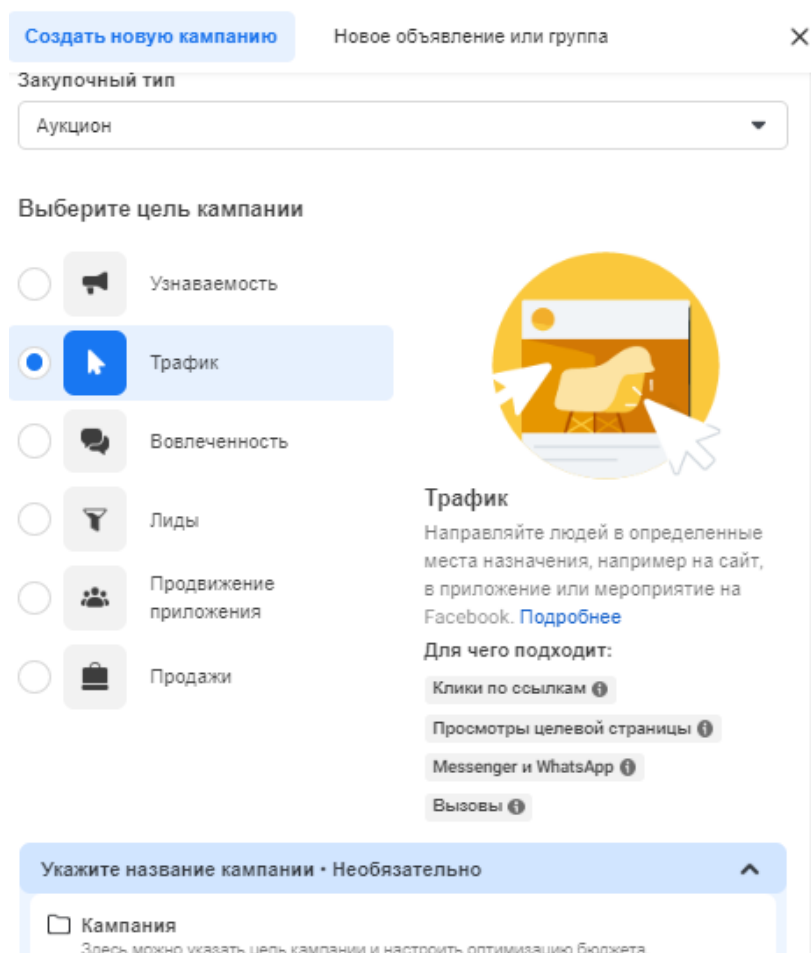 Создать новую кампанию
Новое объявление или группа
Закупочный тип
Аукцион
Выберите цель кампании
Узнаваемость
Трафик
Вовлеченность
Лиды
Продвижение
приложения
Продажи
Трафик
Направляйте людей в определенные
места назначения, например на сайт,
в приложение или мероприятие на
Facebook. Подробнее
Для чего подходит:
Клики по ссылкам
Просмотры целевой страницы
Messenger и WhatsApp
Вызовы
Укажите название кампании • Необязательно
Кампания
Здесь можно указать цель кампании и настроить оптимизацию бюджета